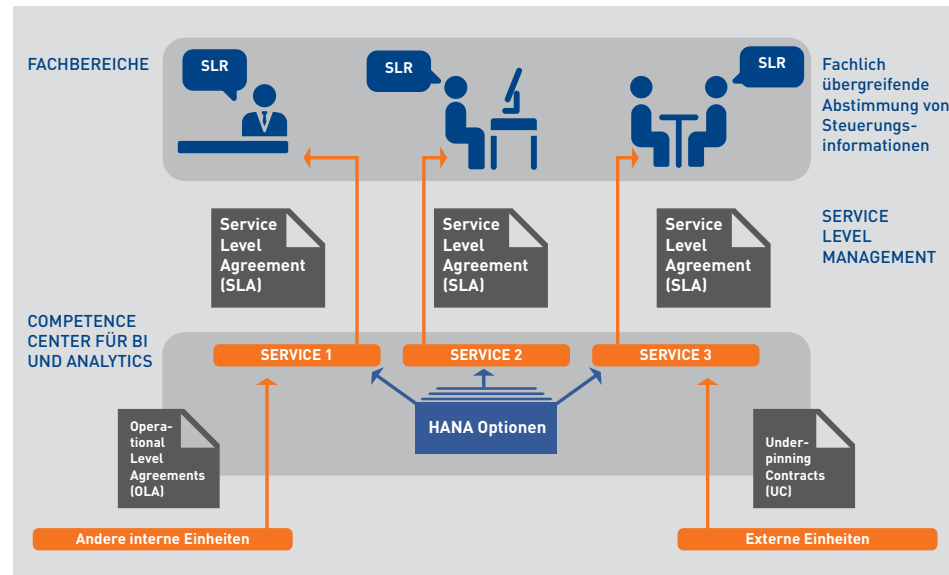 FACHBEREICHE
SLR
SLR
SLR
Fachlich
übergreifende
Abstimmung von
Steuerungs-
informationen
Service
Level
Agreement
(SLA)
Service
Level
Agreement
(SLA)
Service
Level
Agreement
(SLA)
SERVICE
LEVEL
MANAGEMENT
COMPETENCE
CENTER FÜR BI
UND ANALYTICS
SERVICE 1
SERVICE 2
SERVICE 3
HANA Optionen
Opera-
tional
Level
Agreements
(OLA)
Under-
pinning
Contracts
(UC)
Andere interne Einheiten
Externe Einheiten